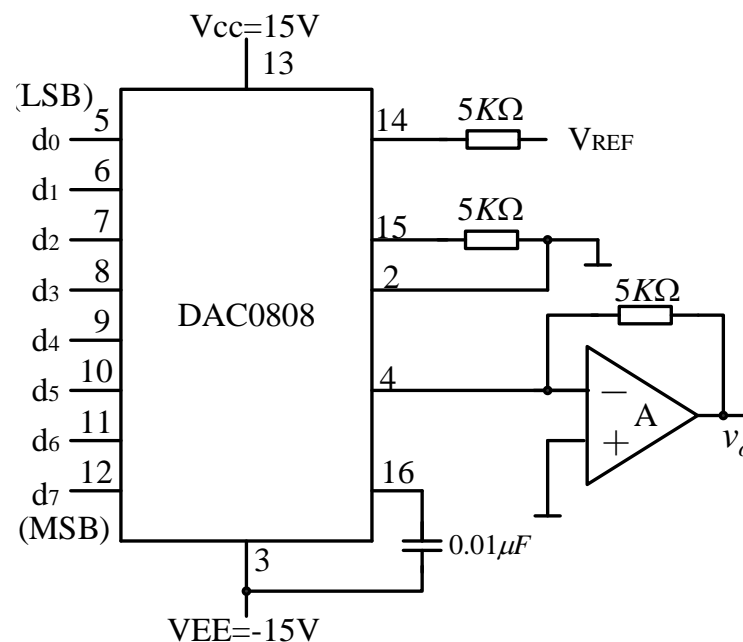 Vcc=15V
13
(LSB)
5
14
5KΩ
d0
VREF
6
d1
7
15
5KΩ
d2
8
2
d3
5KΩ
DAC0808
9
d4
10
4
−
d5
A
11
+
d6
12
16
d7
(MSB)
0.01μF
3
VEE=-15V